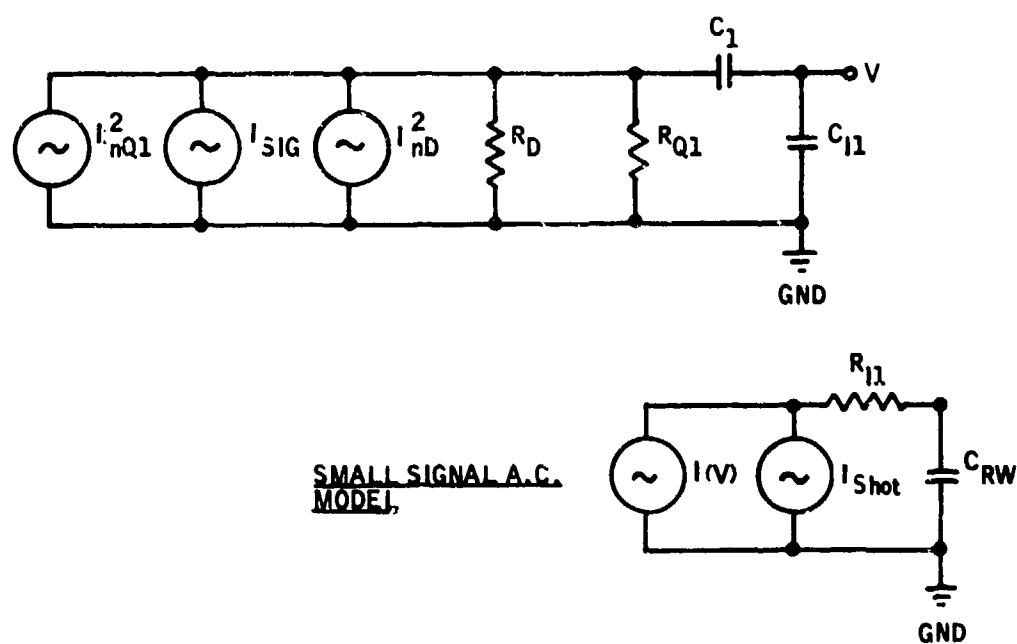 C1
V
I²nQ1
ISIG
I²nD
RD
RQ1
CI1
GND
RI1
SMALL SIGNAL A.C.
MODEL
I(V)
IShot
CRW
GND